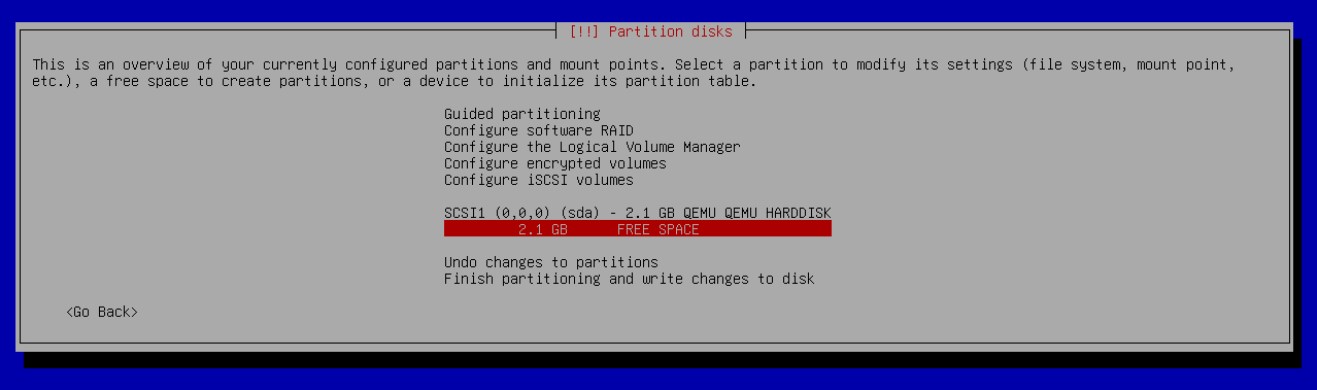 [!!] Partition disks
This is an overview of your currently configured partitions and mount points. Select a partition to modify its settings (file system, mount point,
etc.), a free space to create partitions, or a device to initialize its partition table.
Guided partitioning
Configure software RAID
Configure the Logical Volume Manager
Configure encrypted volumes
Configure iSCSI volumes
SCSI1 (0,0,0) (sda) - 2.1 GB QEMU QEMU HARDDISK
2.1 GB FREE SPACE
Undo changes to partitions
Finish partitioning and write changes to disk
<Go Back>